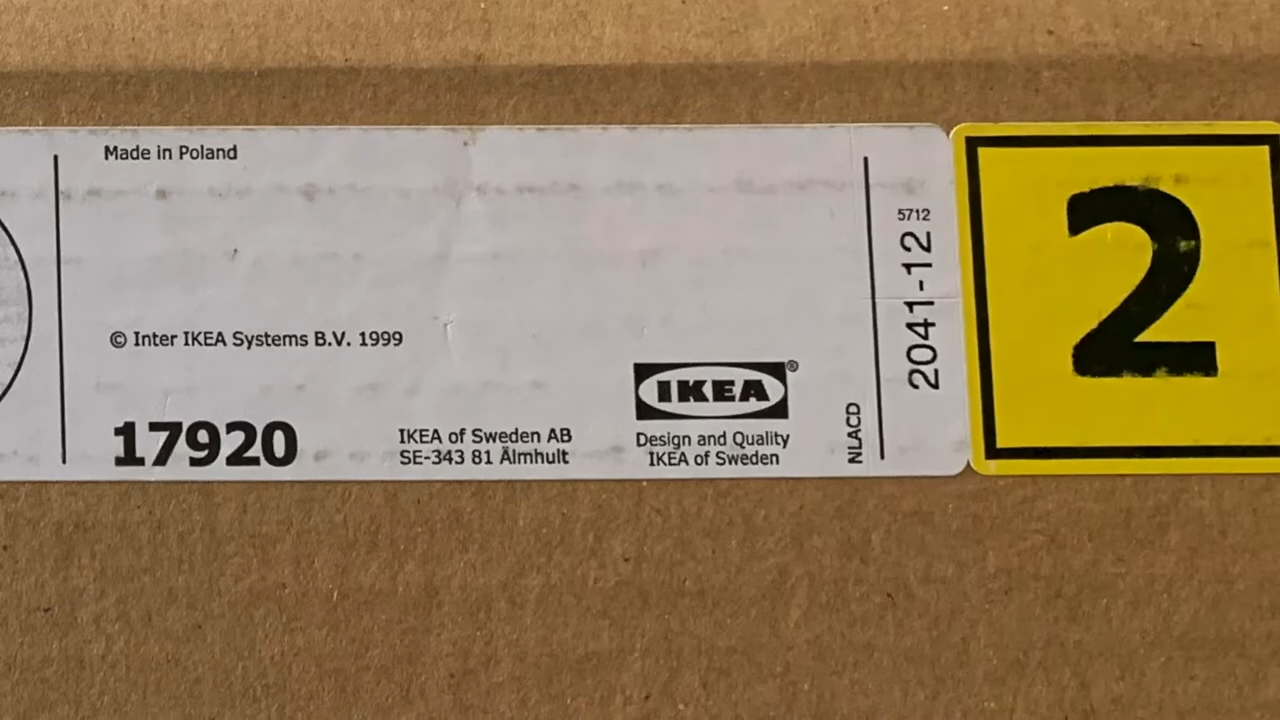 Made in Poland
© Inter IKEA Systems B.V. 1999
17920
IKEA of Sweden AB
SE-343 81 Älmhult
IKEA®
Design and Quality
IKEA of Sweden
NLACD
5712
2041-12
2